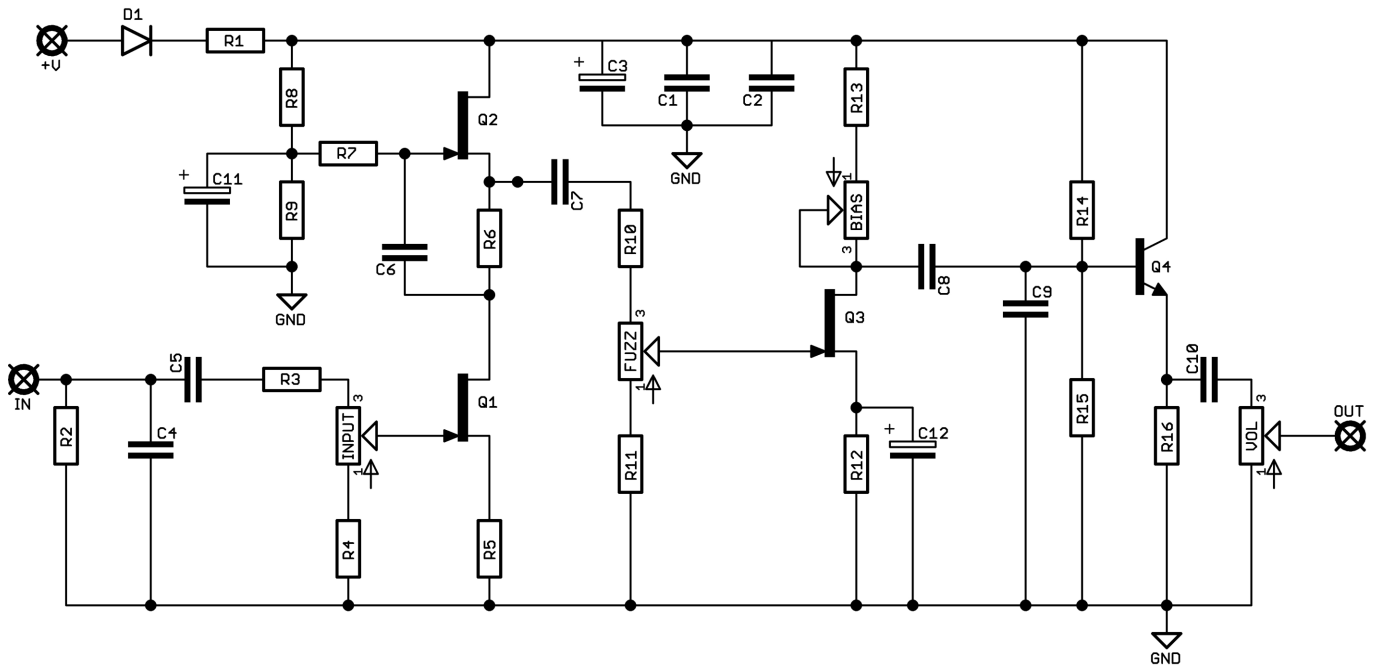 D1
+V
R1
C3
C1
C2
R8
R13
Q2
R7
GND
C11
1
R9
C7
BIAS
R14
R6
R10
3
C6
Q4
C8
C9
GND
3
Q3
FUZZ
C5
C10
1
R3
IN
3
Q1
3
OUT
R2
C4
INPUT
R15
R16
VOL
+
C12
1
R11
R12
1
R4
R5
GND
+
+